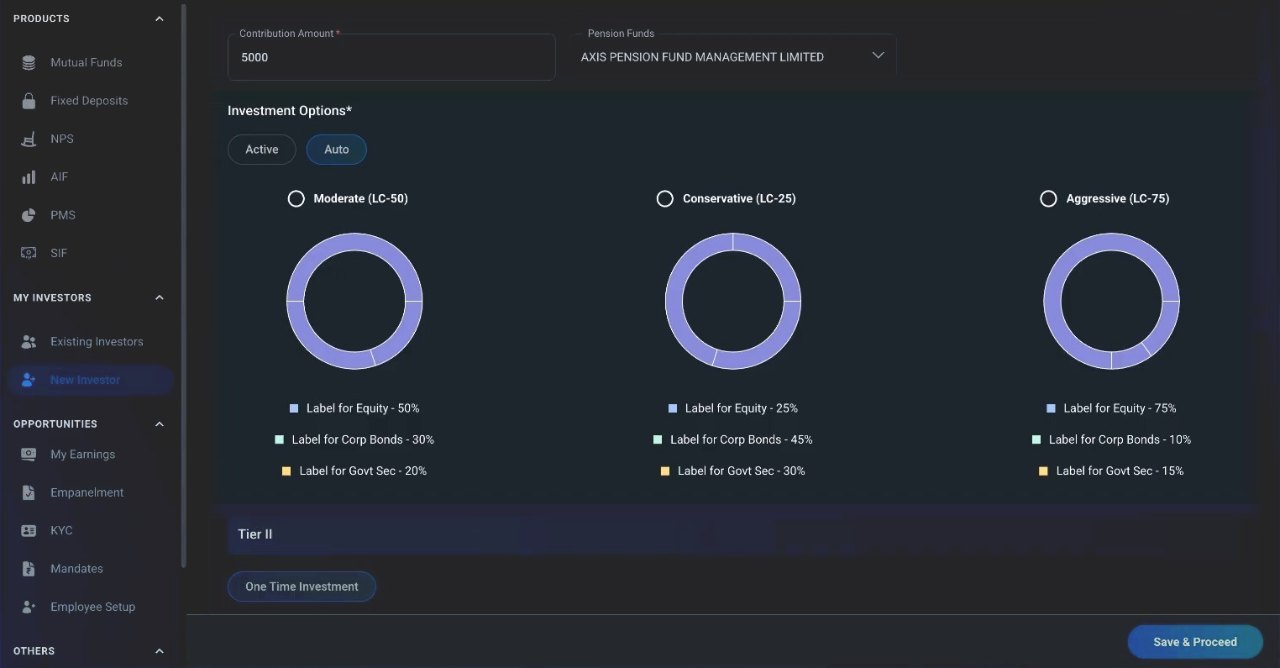 PRODUCTS
Mutual Funds
Fixed Deposits
NPS
AIF
PMS
SIF
MY INVESTORS
Existing Investors
New Investor
OPPORTUNITIES
My Earnings
Empanelment
KYC
Mandates
Employee Setup
OTHERS
Contribution Amount *
5000
Pension Funds
AXIS PENSION FUND MANAGEMENT LIMITED
Investment Options*
Active
Auto
Moderate (LC-50)
Label for Equity - 50%
Label for Corp Bonds - 30%
Label for Govt Sec - 20%
Conservative (LC-25)
Label for Equity - 25%
Label for Corp Bonds - 45%
Label for Govt Sec - 30%
Aggressive (LC-75)
Label for Equity - 75%
Label for Corp Bonds - 10%
Label for Govt Sec - 15%
Tier II
One Time Investment
Save & Proceed